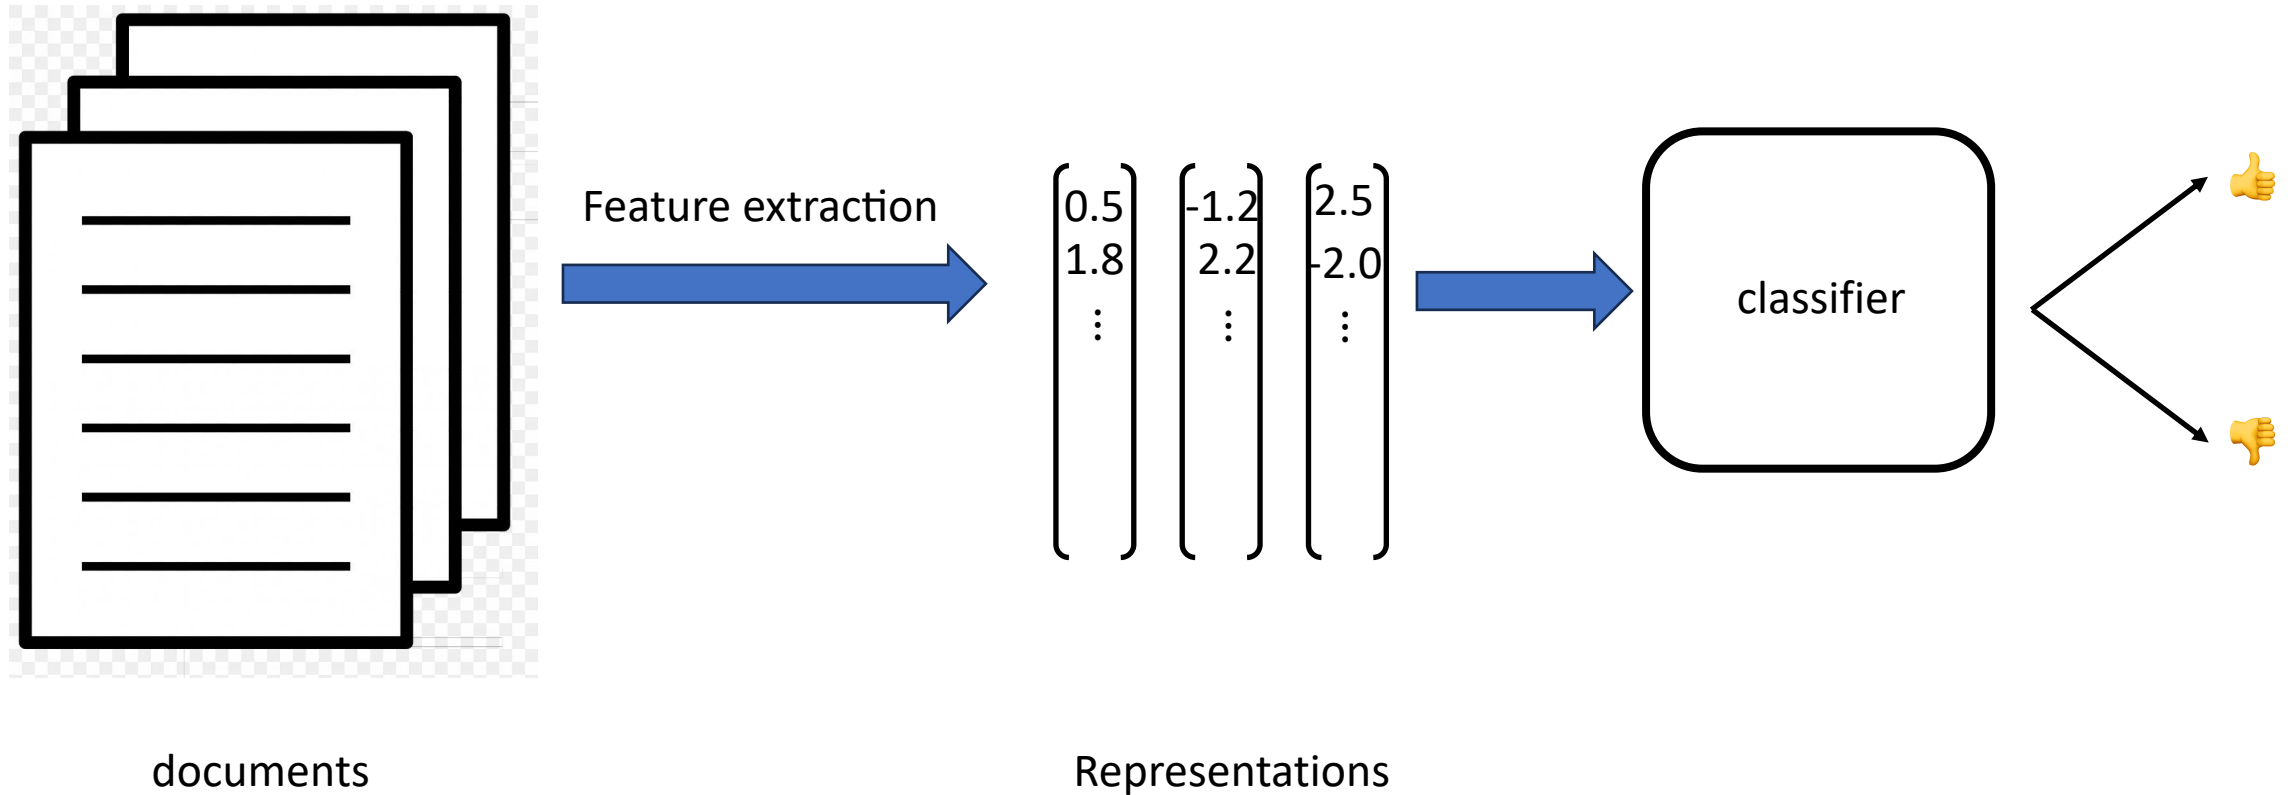 Feature extraction
0.5 -1.2 2.5
1.8 2.2 -2.0
⋮ ⋮ ⋮
classifier
documents
Representations